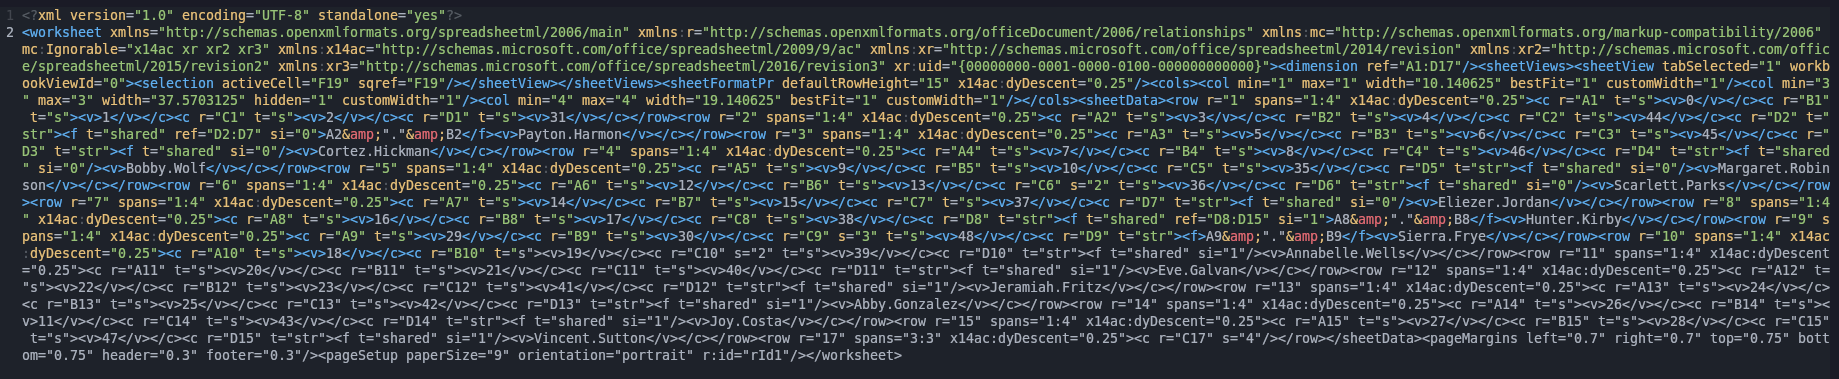 1 <?xml version="1.0" encoding="UTF-8" standalone="yes"?>
2 <worksheet xmlns="http://schemas.openxmlformats.org/spreadsheetml/2006/main" xmlns:r="http://schemas.openxmlformats.org/officeDocument/2006/relationships" xmlns:mc="http://schemas.openxmlformats.org/markup-compatibility/2006"
mc:Ignorable="x14ac xr xr2 xr3" xmlns:x14ac="http://schemas.microsoft.com/office/spreadsheetml/2009/9/ac" xmlns:xr="http://schemas.microsoft.com/office/spreadsheetml/2014/revision" xmlns:xr2="http://schemas.microsoft.com/offic
e/spreadsheetml/2015/revision2" xmlns:xr3="http://schemas.microsoft.com/office/spreadsheetml/2016/revision3" xr:uid="{00000000-0001-0000-0100-000000000000}"><dimension ref="A1:D17"/><sheetViews><sheetView tabSelected="1" workb
ookViewId="0"><selection activeCell="F19" sqref="F19"/></sheetView></sheetViews><sheetFormatPr defaultRowHeight="15" x14ac:dyDescent="0.25"/><cols><col min="1" max="1" width="10.140625" bestFit="1" customWidth="1"/><col min="3
" max="3" width="37.5703125" hidden="1" customWidth="1"/><col min="4" max="4" width="19.140625" bestFit="1" customWidth="1"/></cols><sheetData><row r="1" spans="1:4" x14ac:dyDescent="0.25"><c r="A1" t="s"><v>0</v></c><c r="B1"
 t="s"><v>1</v></c><c r="C1" t="s"><v>2</v></c><c r="D1" t="s"><v>31</v></c></row><row r="2" spans="1:4" x14ac:dyDescent="0.25"><c r="A2" t="s"><v>3</v></c><c r="B2" t="s"><v>4</v></c><c r="C2" t="s"><v>44</v></c><c r="D2" t="
str"><f t="shared" ref="D2:D7" si="0">A2&amp;"."&amp;B2</f><v>Payton.Harmon</v></c></row><row r="3" spans="1:4" x14ac:dyDescent="0.25"><c r="A3" t="s"><v>5</v></c><c r="B3" t="s"><v>6</v></c><c r="C3" t="s"><v>45</v></c><c r="
D3" t="str"><f t="shared" si="0"/><v>Cortez.Hickman</v></c></row><row r="4" spans="1:4" x14ac:dyDescent="0.25"><c r="A4" t="s"><v>7</v></c><c r="B4" t="s"><v>8</v></c><c r="C4" t="s"><v>46</v></c><c r="D4" t="str"><f t="shared
" si="0"/><v>Bobby.Wolf</v></c></row><row r="5" spans="1:4" x14ac:dyDescent="0.25"><c r="A5" t="s"><v>9</v></c><c r="B5" t="s"><v>10</v></c><c r="C5" t="s"><v>35</v></c><c r="D5" t="str"><f t="shared" si="0"/><v>Margaret.Robin
son</v></c></row><row r="6" spans="1:4" x14ac:dyDescent="0.25"><c r="A6" t="s"><v>12</v></c><c r="B6" t="s"><v>13</v></c><c r="C6" s="2" t="s"><v>36</v></c><c r="D6" t="str"><f t="shared" si="0"/><v>Scarlett.Parks</v></c></row
><row r="7" spans="1:4" x14ac:dyDescent="0.25"><c r="A7" t="s"><v>14</v></c><c r="B7" t="s"><v>15</v></c><c r="C7" t="s"><v>37</v></c><c r="D7" t="str"><f t="shared" si="0"/><v>Eliezer.Jordan</v></c></row><row r="8" spans="1:4
" x14ac:dyDescent="0.25"><c r="A8" t="s"><v>16</v></c><c r="B8" t="s"><v>17</v></c><c r="C8" t="s"><v>38</v></c><c r="D8" t="str"><f t="shared" ref="D8:D15" si="1">A8&amp;"."&amp;B8</f><v>Hunter.Kirby</v></c></row><row r="9" s
pans="1:4" x14ac:dyDescent="0.25"><c r="A9" t="s"><v>29</v></c><c r="B9" t="s"><v>30</v></c><c r="C9" s="3" t="s"><v>48</v></c><c r="D9" t="str"><f>A9&amp;"."&amp;B9</f><v>Sierra.Frye</v></c></row><row r="10" spans="1:4" x14ac
:dyDescent="0.25"><c r="A10" t="s"><v>18</v></c><c r="B10" t="s"><v>19</v></c><c r="C10" s="2" t="s"><v>39</v></c><c r="D10" t="str"><f t="shared" si="1"/><v>Annabelle.Wells</v></c></row><row r="11" spans="1:4" x14ac:dyDescent
="0.25"><c r="A11" t="s"><v>20</v></c><c r="B11" t="s"><v>21</v></c><c r="C11" t="s"><v>40</v></c><c r="D11" t="str"><f t="shared" si="1"/><v>Eve.Galvan</v></c></row><row r="12" spans="1:4" x14ac:dyDescent="0.25"><c r="A12" t=
"s"><v>22</v></c><c r="B12" t="s"><v>23</v></c><c r="C12" t="s"><v>41</v></c><c r="D12" t="str"><f t="shared" si="1"/><v>Jeramiah.Fritz</v></c></row><row r="13" spans="1:4" x14ac:dyDescent="0.25"><c r="A13" t="s"><v>24</v></c>
<c r="B13" t="s"><v>25</v></c><c r="C13" t="s"><v>42</v></c><c r="D13" t="str"><f t="shared" si="1"/><v>Abby.Gonzalez</v></c></row><row r="14" spans="1:4" x14ac:dyDescent="0.25"><c r="A14" t="s"><v>26</v></c><c r="B14" t="s"><
v>11</v></c><c r="C14" t="s"><v>43</v></c><c r="D14" t="str"><f t="shared" si="1"/><v>Joy.Costa</v></c></row><row r="15" spans="1:4" x14ac:dyDescent="0.25"><c r="A15" t="s"><v>27</v></c><c r="B15" t="s"><v>28</v></c><c r="C15"
 t="s"><v>47</v></c><c r="D15" t="str"><f t="shared" si="1"/><v>Vincent.Sutton</v></c></row><row r="17" spans="3:3" x14ac:dyDescent="0.25"><c r="C17" s="4"/></row></sheetData><pageMargins left="0.7" right="0.7" top="0.75" bott
om="0.75" header="0.3" footer="0.3"/><pageSetup paperSize="9" orientation="portrait" r:id="rId1"/></worksheet>